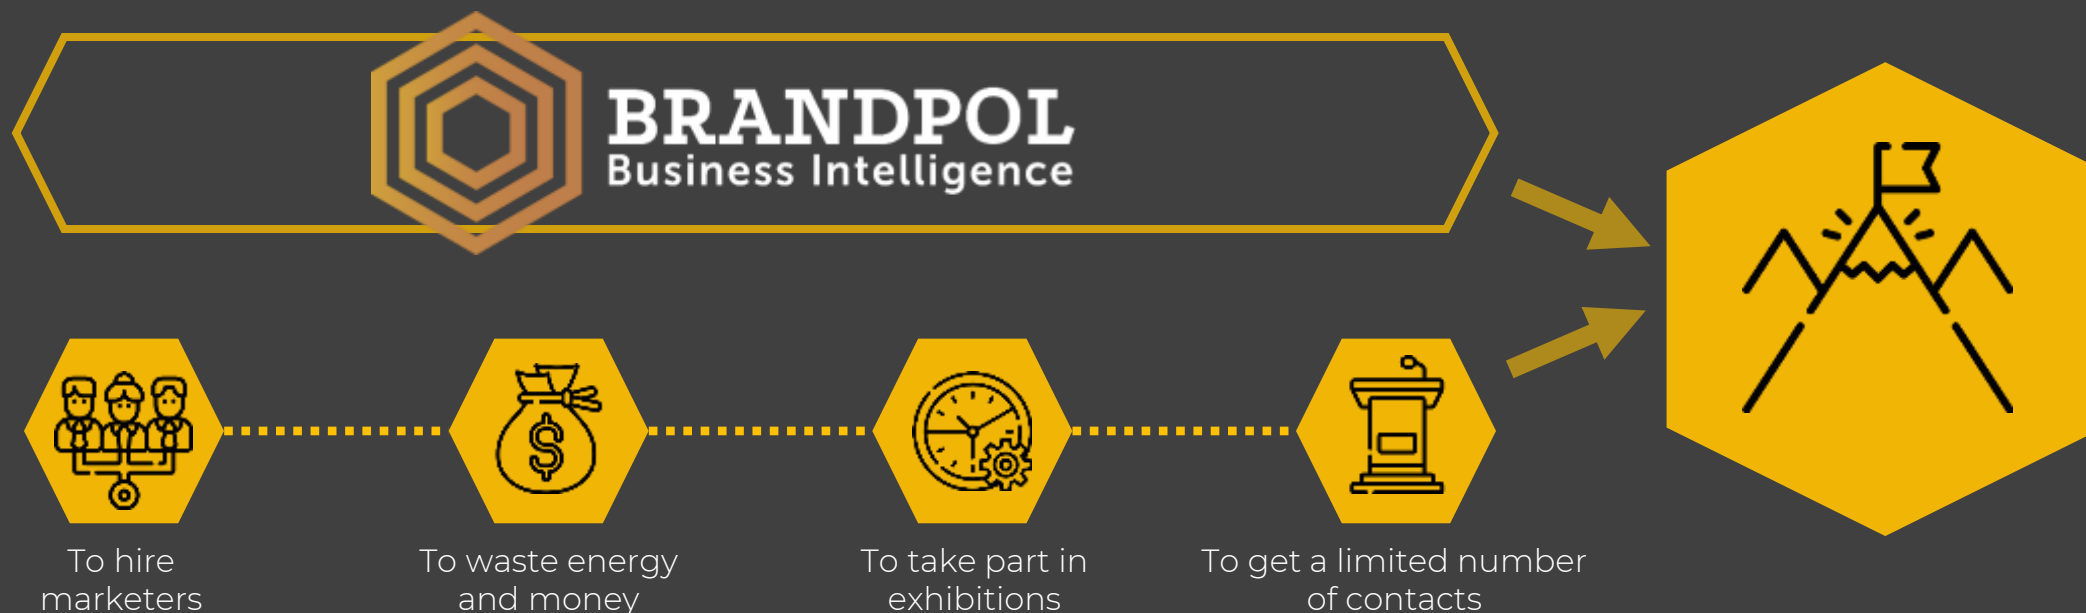 BRANDPOL
Business Intelligence
To hire
marketers
To waste energy
and money
To take part in
exhibitions
To get a limited number
of contacts